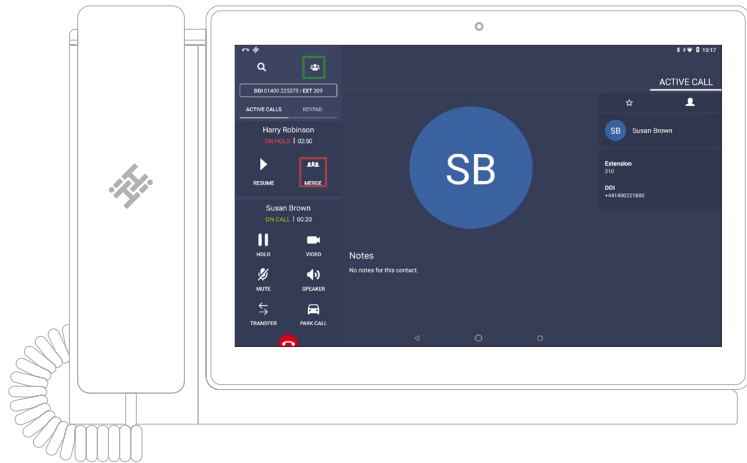 10:17
DDI 01400 225375 | EXT 209
ACTIVE CALLS KEYPAD
Harry Robinson
ON HOLD | 02:50
RESUME MERGE
Susan Brown
ON CALL | 00:20
HOLD VIDEO
MUTE SPEAKER
TRANSFER PARK CALL
SB
Notes
No notes for this contact.
ACTIVE CALL
SB Susan Brown
Extension
210
DDI
+441400221880